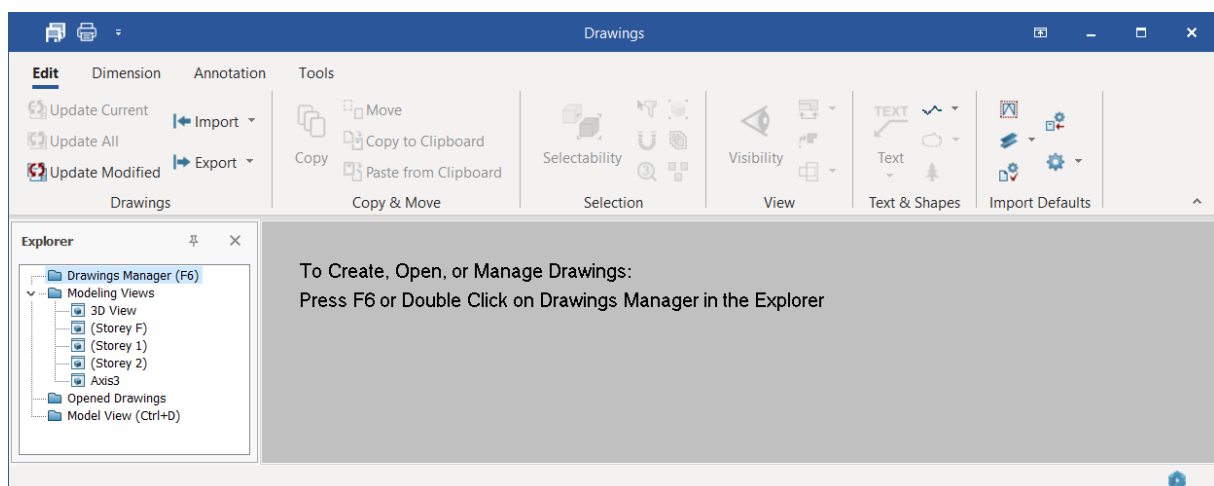 Drawings
Edit Dimension Annotation Tools
Update Current
Update All
Update Modified
Import
Export
Drawings
Copy
Move
Copy to Clipboard
Paste from Clipboard
Copy & Move
Selectability
3
Selection
Visibility
View
TEXT
Text
Text & Shapes
Import Defaults
Explorer
Drawings Manager (F6)
Modeling Views
3D View
(Storey F)
(Storey 1)
(Storey 2)
Axis3
Opened Drawings
Model View (Ctrl+D)
To Create, Open, or Manage Drawings:
Press F6 or Double Click on Drawings Manager in the Explorer